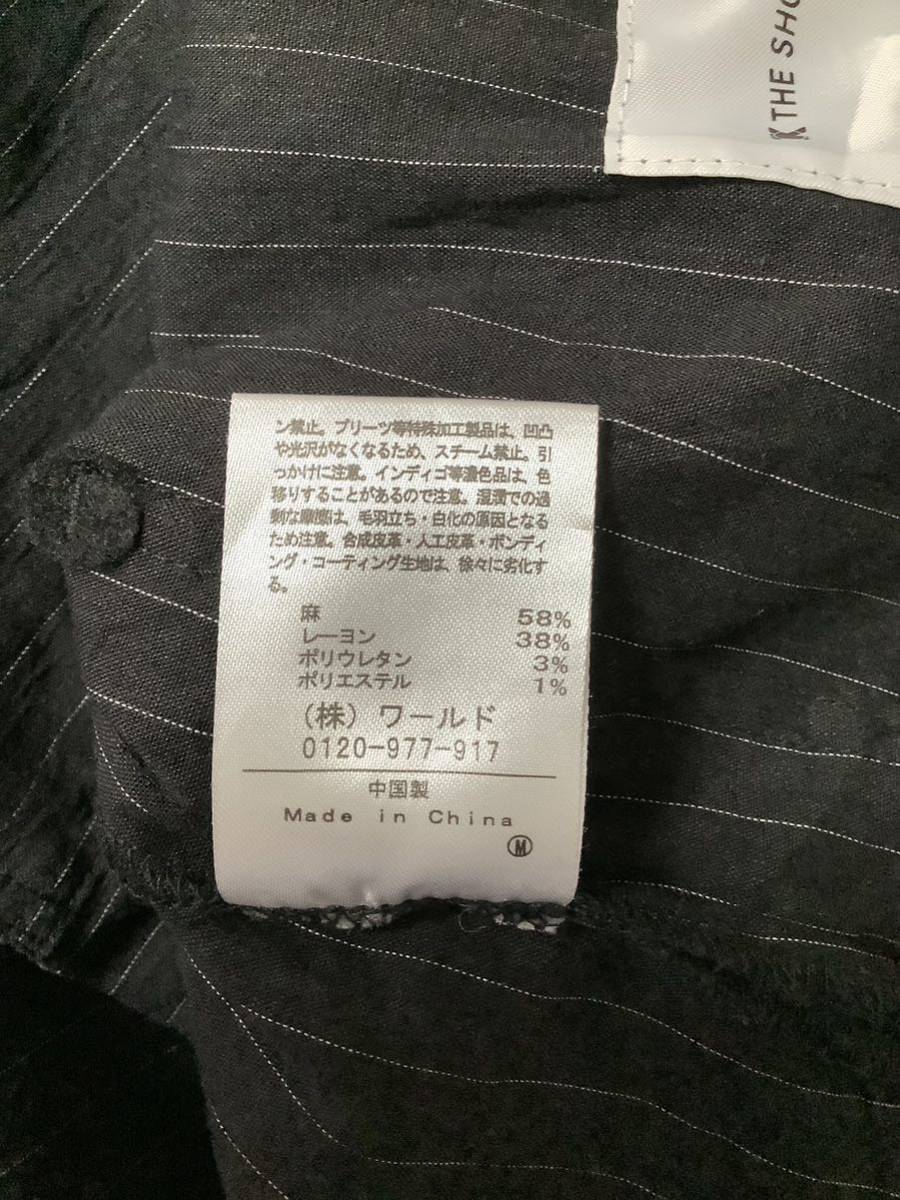 THE SHO
ン禁止。プリーツ等特殊加工製品は、凹凸
や光沢がなくなるため、スチーム禁止。引
っかけに注意。インディゴ等濃色品は、色
移りすることがあるので注意。湿潤での過
剰な摩擦は、毛羽立ち・白化の原因となる
ため注意。合成皮革・人工皮革・ボンディ
ング・コーティング生地は、徐々に劣化す
る。
麻 58%
レーヨン 38%
ポリウレタン 3%
ポリエステル 1%
（株）ワールド
0120-977-917
中国製
Made in China
Ⓜ